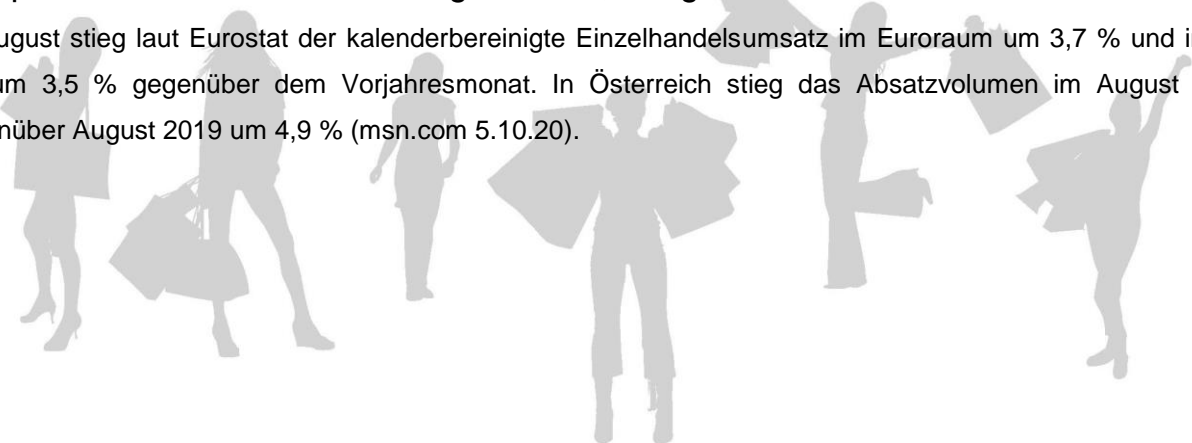 ugust stieg laut Eurostat der kalenderbereinigte Einzelhandelsumsatz im Euroraum um 3,7 % und i
um 3,5 % gegenüber dem Vorjahresmonat. In Österreich stieg das Absatzvolumen im August
nüber August 2019 um 4,9 % (msn.com 5.10.20).